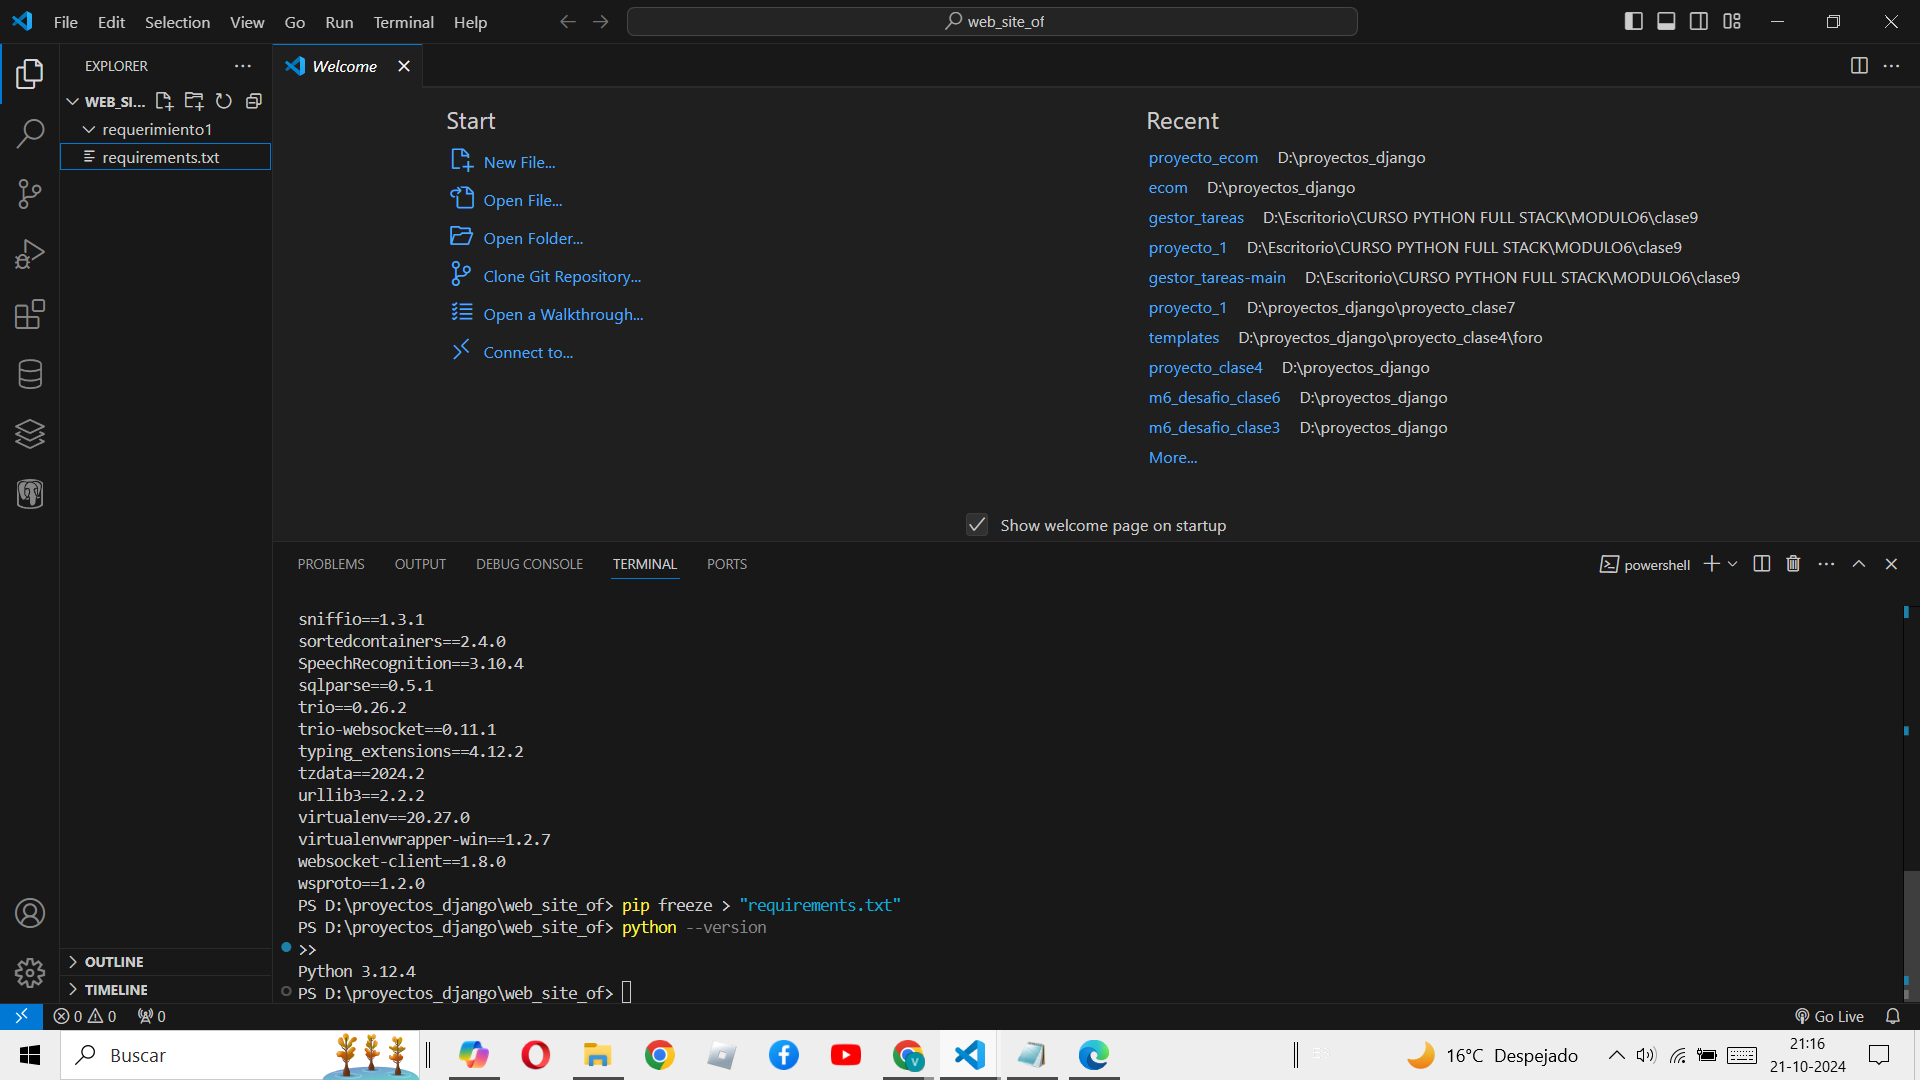 File Edit Selection View Go Run Terminal Help
web_site_of
EXPLORER
WEB_SI...
requerimiento1
requirements.txt
OUTLINE
TIMELINE
Welcome
Start
New File...
Open File...
Open Folder...
Clone Git Repository...
Open a Walkthrough...
Connect to...
Recent
proyecto_ecom D:\proyectos_django
ecom D:\proyectos_django
gestor_tareas D:\Escritorio\CURSO PYTHON FULL STACK\MODULO6\clase9
proyecto_1 D:\Escritorio\CURSO PYTHON FULL STACK\MODULO6\clase9
gestor_tareas-main D:\Escritorio\CURSO PYTHON FULL STACK\MODULO6\clase9
proyecto_1 D:\proyectos_django\proyecto_clase7
templates D:\proyectos_django\proyecto_clase4\foro
proyecto_clase4 D:\proyectos_django
m6_desafio_clase6 D:\proyectos_django
m6_desafio_clase3 D:\proyectos_django
More...
Show welcome page on startup
PROBLEMS OUTPUT DEBUG CONSOLE TERMINAL PORTS
powershell
sniffio==1.3.1
sortedcontainers==2.4.0
SpeechRecognition==3.10.4
sqlparse==0.5.1
trio==0.26.2
trio-websocket==0.11.1
typing_extensions==4.12.2
tzdata==2024.2
urllib3==2.2.2
virtualenv==20.27.0
virtualenvwrapper-win==1.2.7
websocket-client==1.8.0
wsproto==1.2.0
PS D:\proyectos_django\web_site_of> pip freeze > "requirements.txt"
PS D:\proyectos_django\web_site_of> python --version
>>
Python 3.12.4
PS D:\proyectos_django\web_site_of>
0 0 0
Go Live
Buscar
V
16°C Despejado
21:16
21-10-2024